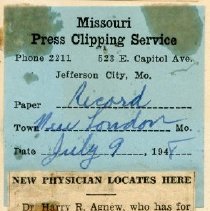 Missouri
Press Clipping Service
Phone 2211 523 E. Capitol Ave.
Jefferson City, Mo.
Paper Record
Town New London Mo.
Date July 9 194
NEW PHYSICIAN LOCATES HERE
Dr. Harry R. Agnew, who has for